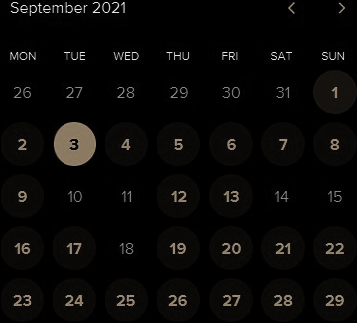 September 2021
MON TUE WED THU FRI SAT SUN
26 27 28 29 30 31 1
2 3 4 5 6 7 8
9 10 11 12 13 14 15
16 17 18 19 20 21 22
23 24 25 26 27 28 29